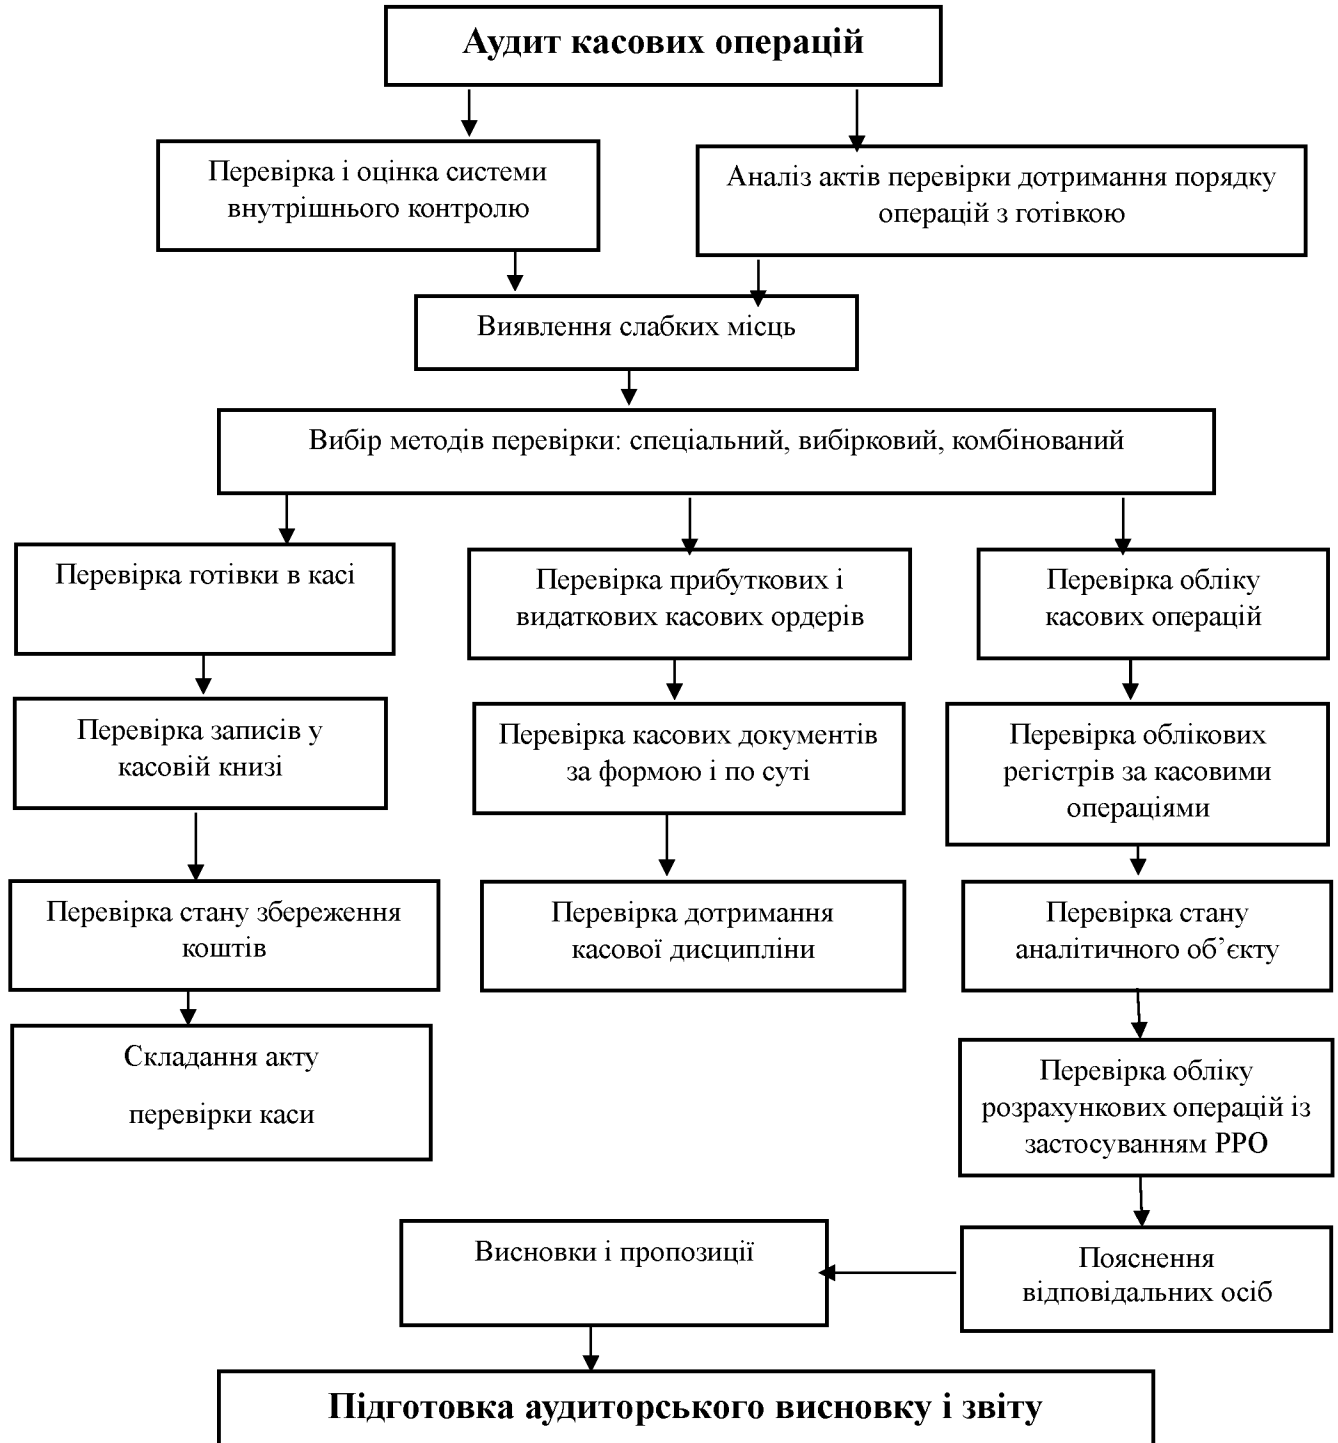 Аудит касових операцій
Перевірка і оцінка системи
внутрішнього контролю
Аналіз актів перевірки дотримання порядку
операцій з готівкою
Виявлення слабких місць
Вибір методів перевірки: спеціальний, вибірковий, комбінований
Перевірка готівки в касі
Перевірка прибуткових і
видаткових касових ордерів
Перевірка обліку
касових операцій
Перевірка записів у
касовій книзі
Перевірка касових документів
за формою і по суті
Перевірка облікових
регістрів за касовими
операціями
Перевірка стану збереження
коштів
Перевірка дотримання
касової дисципліни
Перевірка стану
аналітичного об’єкту
Складання акту
перевірки каси
Перевірка обліку
розрахункових операцій із
застосуванням РРО
Висновки і пропозиції
Пояснення
відповідальних осіб
Підготовка аудиторського висновку і звіту